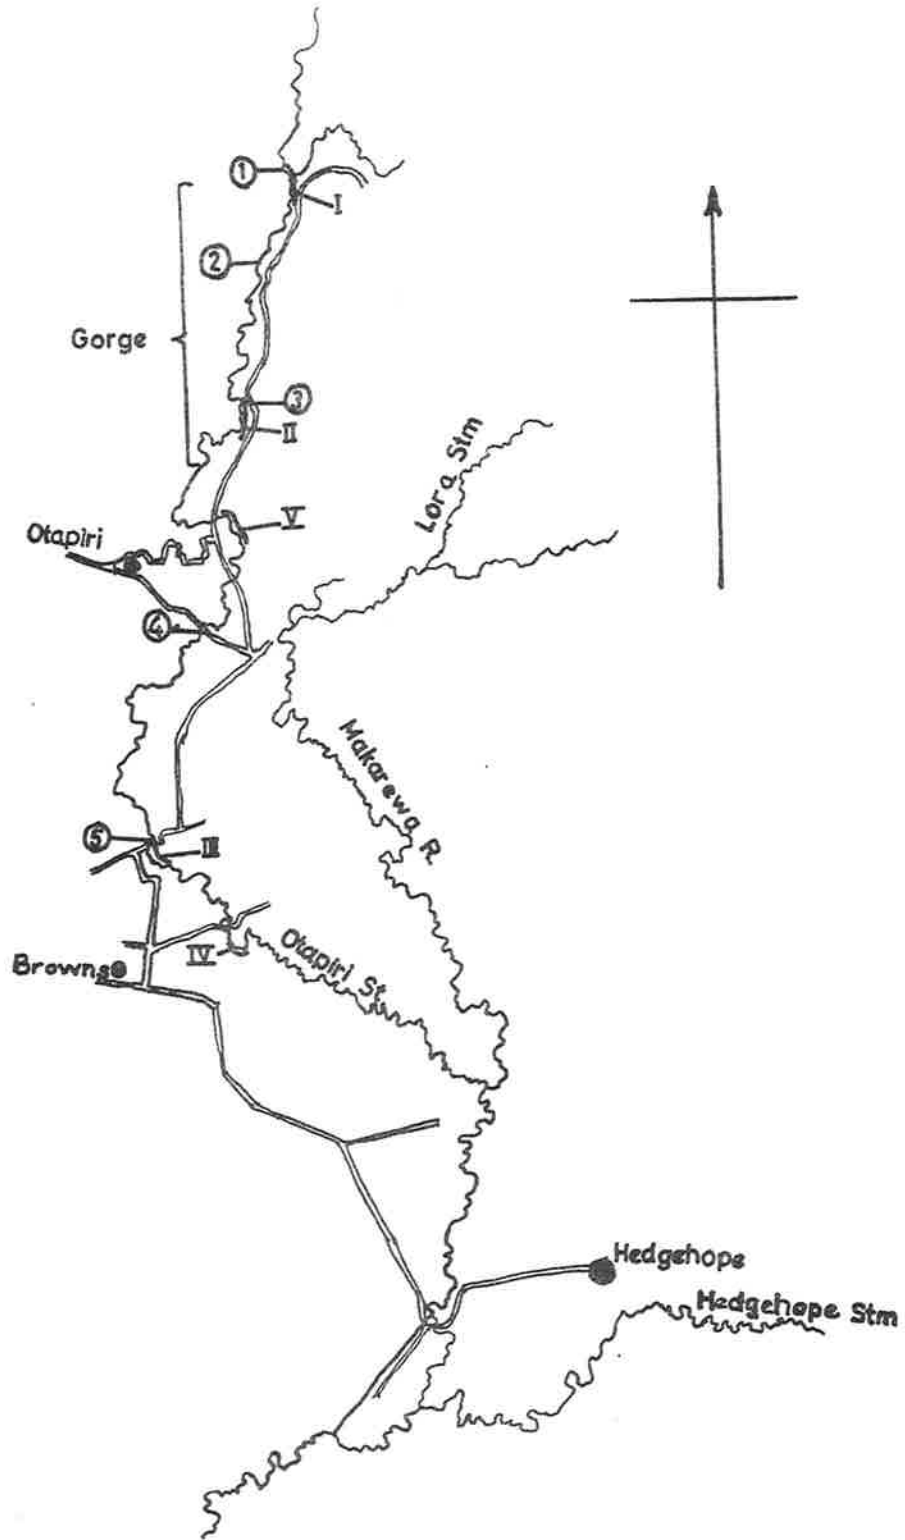 1
I
2
Gorge
3
II
Lora Stm
V
Otapiri
4
Makarewa R.
5
III
IV
Otapiri St.
Browns
Hedgehope
Hedgehope Stm